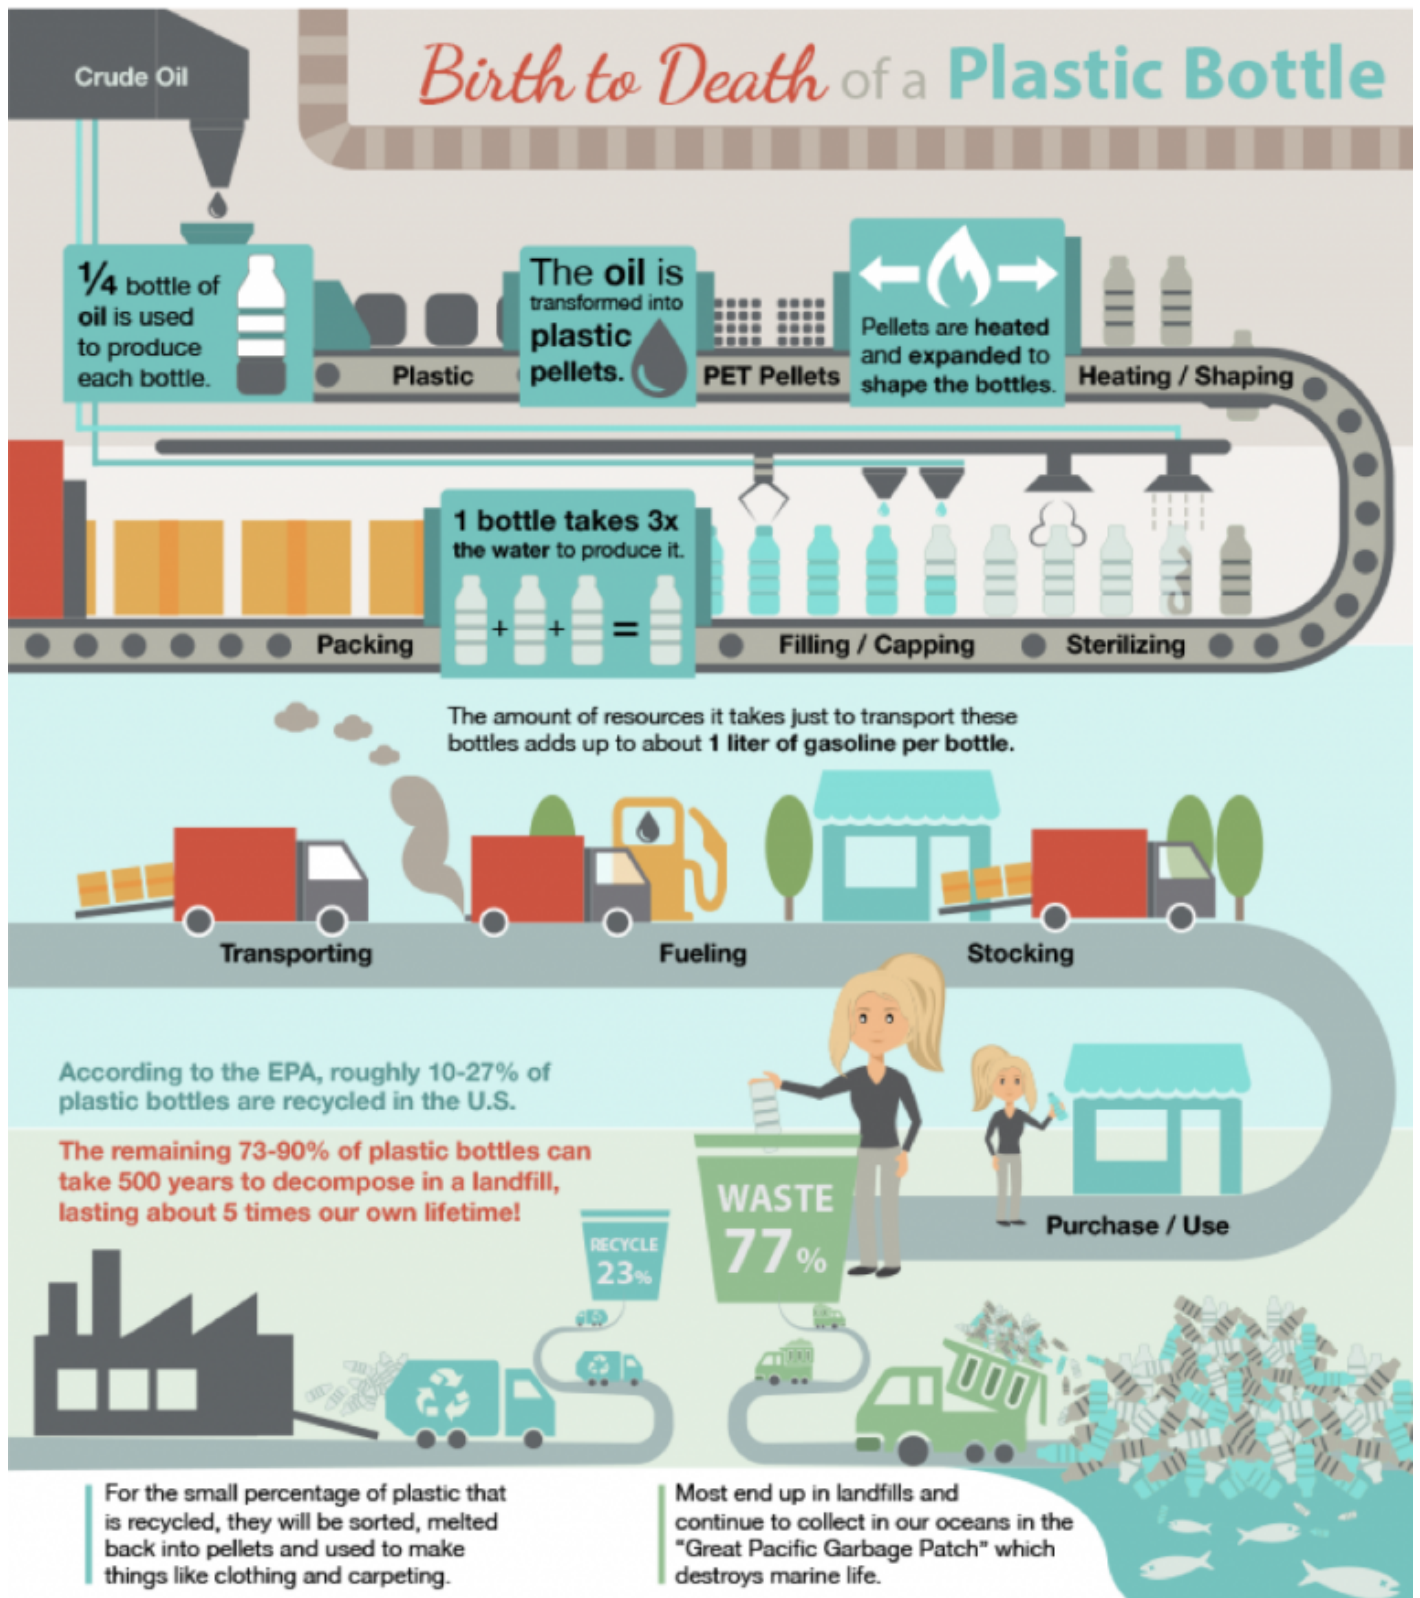 Crude Oil
Birth to Death of a Plastic Bottle
1/4 bottle of
oil is used
to produce
each bottle.
Plastic
The oil is
transformed into
plastic
pellets.
PET Pellets
Pellets are heated
and expanded to
shape the bottles.
Heating / Shaping
Packing
1 bottle takes 3x
the water to produce it.
+ + =
Filling / Capping
Sterilizing
The amount of resources it takes just to transport these
bottles adds up to about 1 liter of gasoline per bottle.
Transporting
Fueling
Stocking
According to the EPA, roughly 10-27% of
plastic bottles are recycled in the U.S.
The remaining 73-90% of plastic bottles can
take 500 years to decompose in a landfill,
lasting about 5 times our own lifetime!
RECYCLE
23%
WASTE
77%
Purchase / Use
For the small percentage of plastic that
is recycled, they will be sorted, melted
back into pellets and used to make
things like clothing and carpeting.
Most end up in landfills and
continue to collect in our oceans in the
"Great Pacific Garbage Patch" which
destroys marine life.